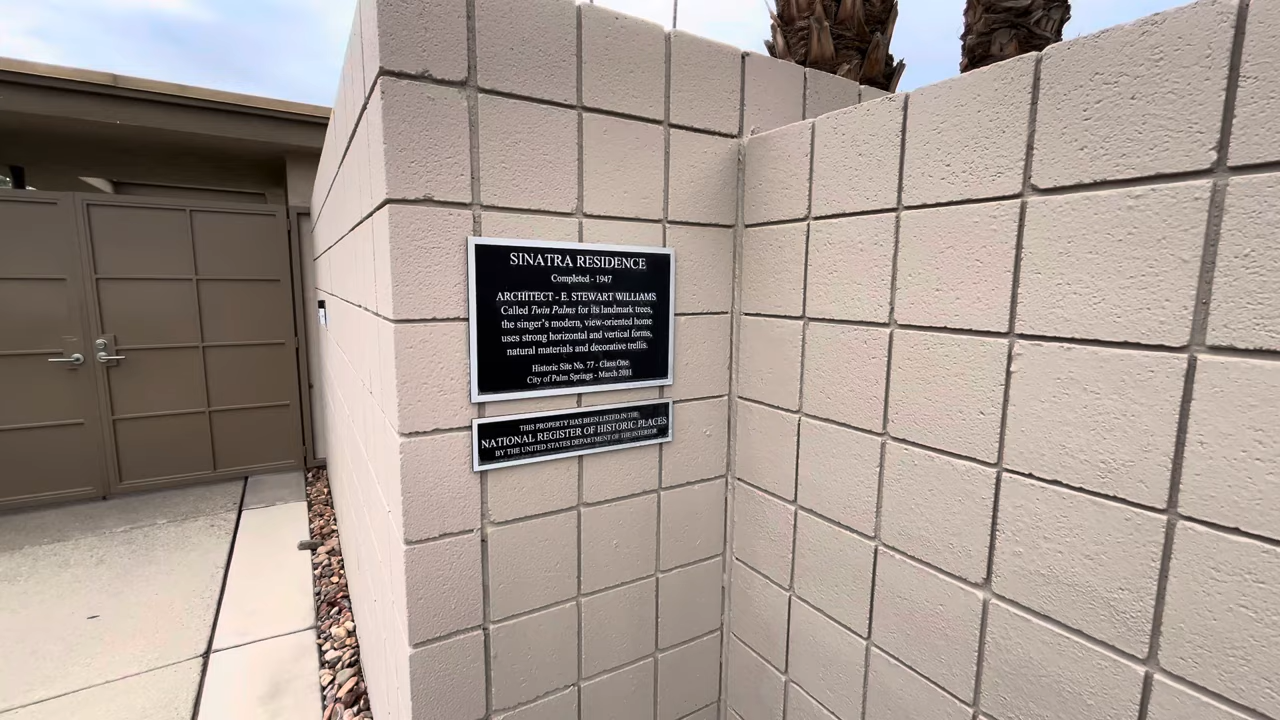 SINATRA RESIDENCE
Completed - 1947
ARCHITECT - E. STEWART WILLIAMS
Called Twin Palms for its landmark trees,
the singer's modern, view-oriented home
uses strong horizontal and vertical forms,
natural materials and decorative trellis.
Historic Site No. 77 - Class One
City of Palm Springs - March 2011
THIS PROPERTY HAS BEEN LISTED IN THE
NATIONAL REGISTER OF HISTORIC PLACES
BY THE UNITED STATES DEPARTMENT OF THE INTERIOR